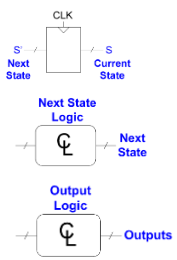 CLK
S' S
Next Current
State State
Next State
Logic
CL Next
State
Output
Logic
CL Outputs